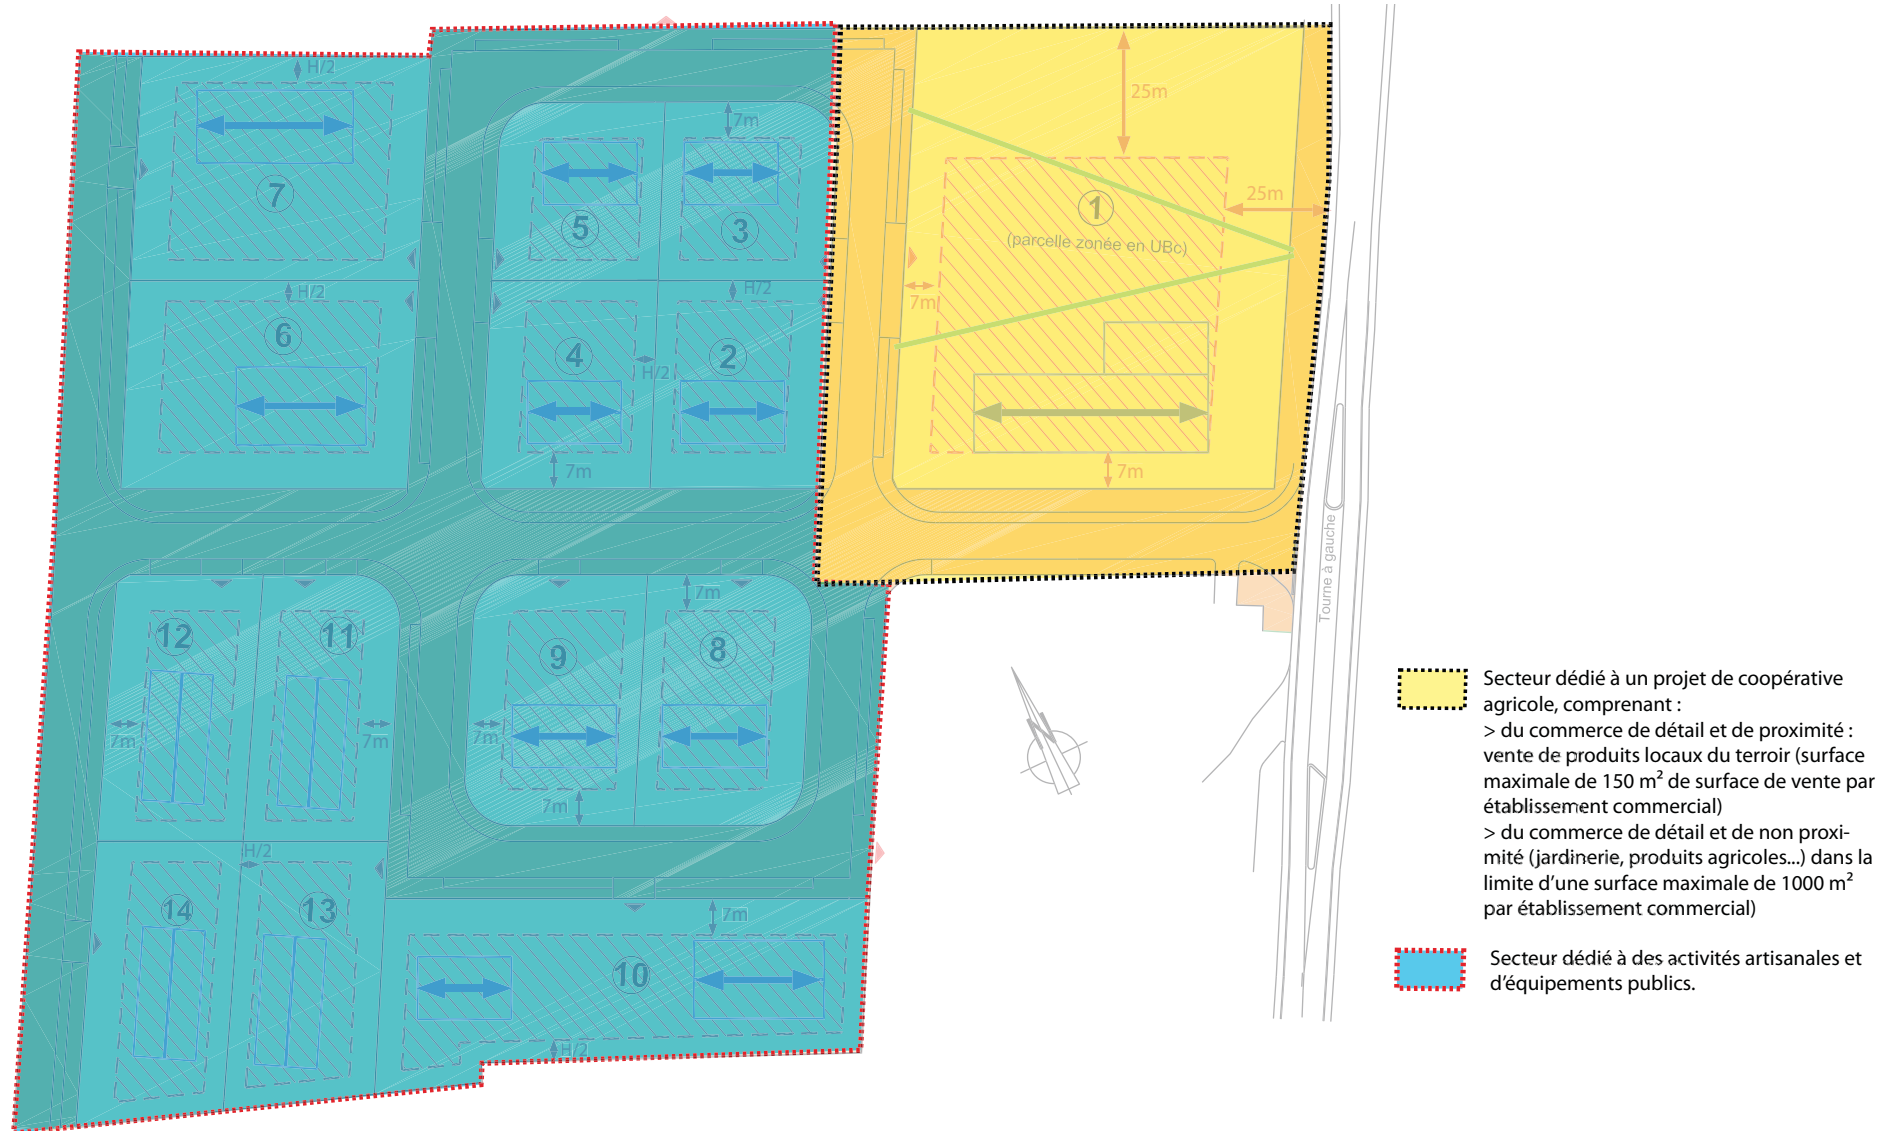 H/2
25m
7m
7
5
3
1
25m
(parcelle zonée en UBc)
H/2
H/2
7m
6
4
2
H/2
7m
7m
Tourne à gauche
7m
12
11
9
8
7m
7m
7m
7m
H/2
14
13
7m
10
H/2
N
Secteur dédié à un projet de coopérative
agricole, comprenant :
> du commerce de détail et de proximité :
vente de produits locaux du terroir (surface
maximale de 150 m² de surface de vente par
établissement commercial)
> du commerce de détail et de non proxi-
mité (jardinerie, produits agricoles...) dans la
limite d'une surface maximale de 1000 m²
par établissement commercial)
Secteur dédié à des activités artisanales et
d'équipements publics.